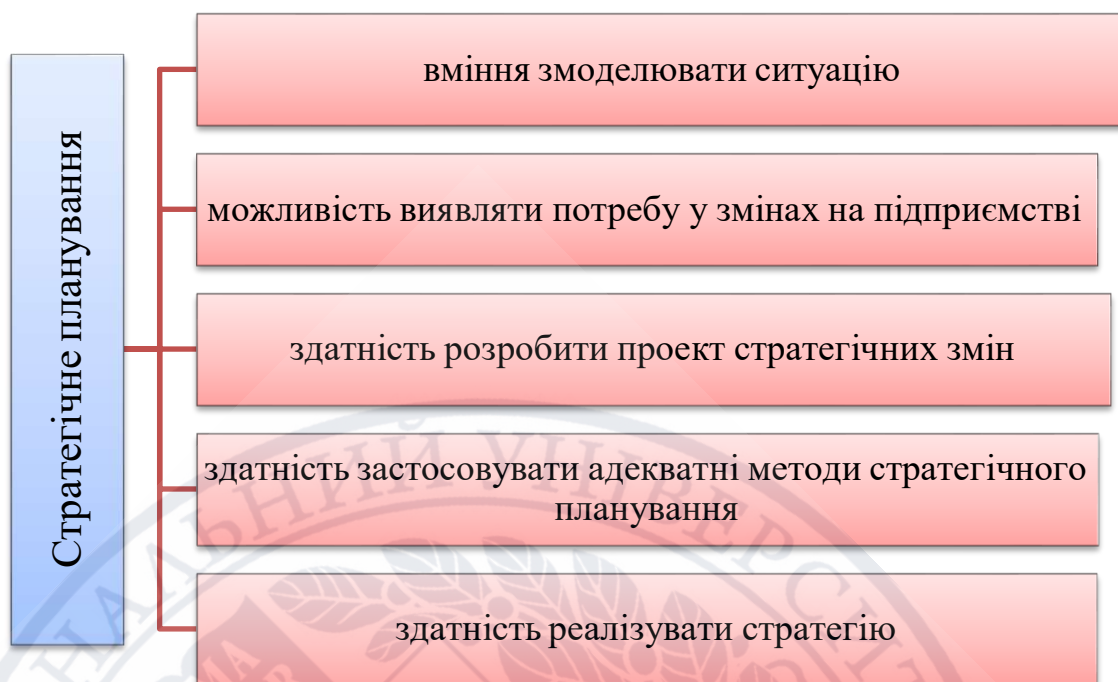 Стратегічне планування
вміння змоделювати ситуацію
можливість виявляти потребу у змінах на підприємстві
здатність розробити проект стратегічних змін
здатність застосовувати адекватні методи стратегічного
планування
здатність реалізувати стратегію